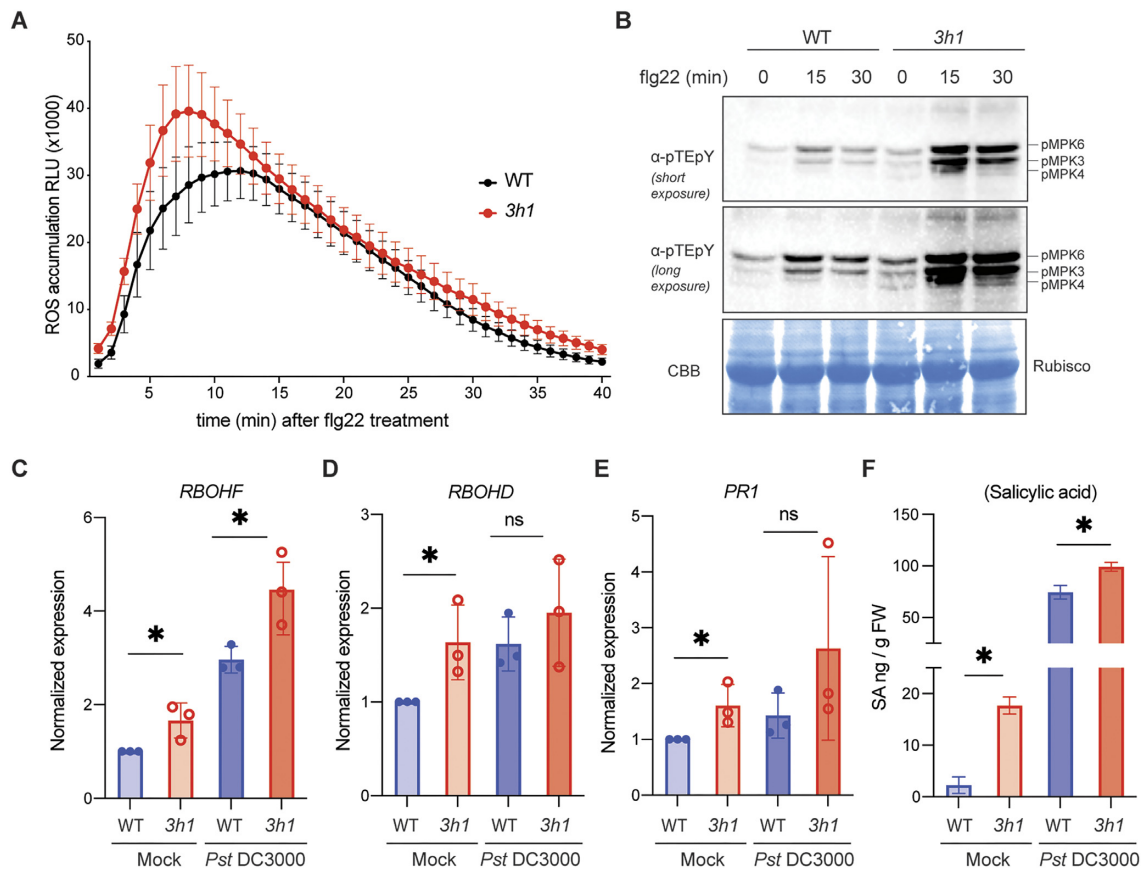 A
50
40
30
20
10
0
ROS accumulation RLU (x1000)
WT
3h1
5
10
15
20
25
30
35
40
time (min) after flg22 treatment
B
WT
3h1
flg22 (min)
0
15
30
0
15
30
α-pTEpY
(short
exposure)
pMPK6
pMPK3
pMPK4
α-pTEpY
(long
exposure)
pMPK6
pMPK3
pMPK4
CBB
Rubisco
C
RBOHF
Normalized expression
6
4
2
0
*
*
WT
3h1
WT
3h1
Mock
Pst DC3000
D
RBOHD
Normalized expression
3
2
1
0
*
ns
WT
3h1
WT
3h1
Mock
Pst DC3000
E
PR1
Normalized expression
5
4
3
2
1
0
*
ns
WT
3h1
WT
3h1
Mock
Pst DC3000
F
(Salicylic acid)
SA ng / g FW
150
100
50
20
10
0
*
*
WT
3h1
WT
3h1
Mock
Pst DC3000